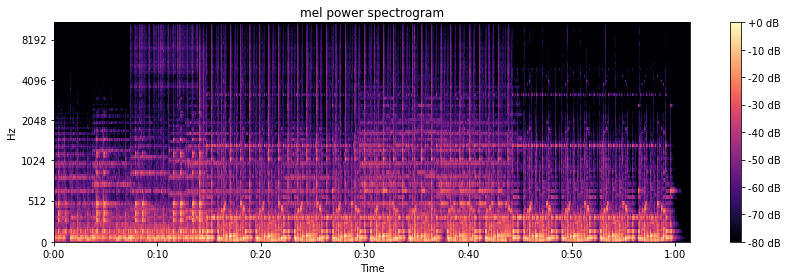 mel power spectrogram
8192
4096
2048
1024
512
0
Hz
0:00 0:10 0:20 0:30 0:40 0:50 1:00
Time
+0 dB
-10 dB
-20 dB
-30 dB
-40 dB
-50 dB
-60 dB
-70 dB
-80 dB